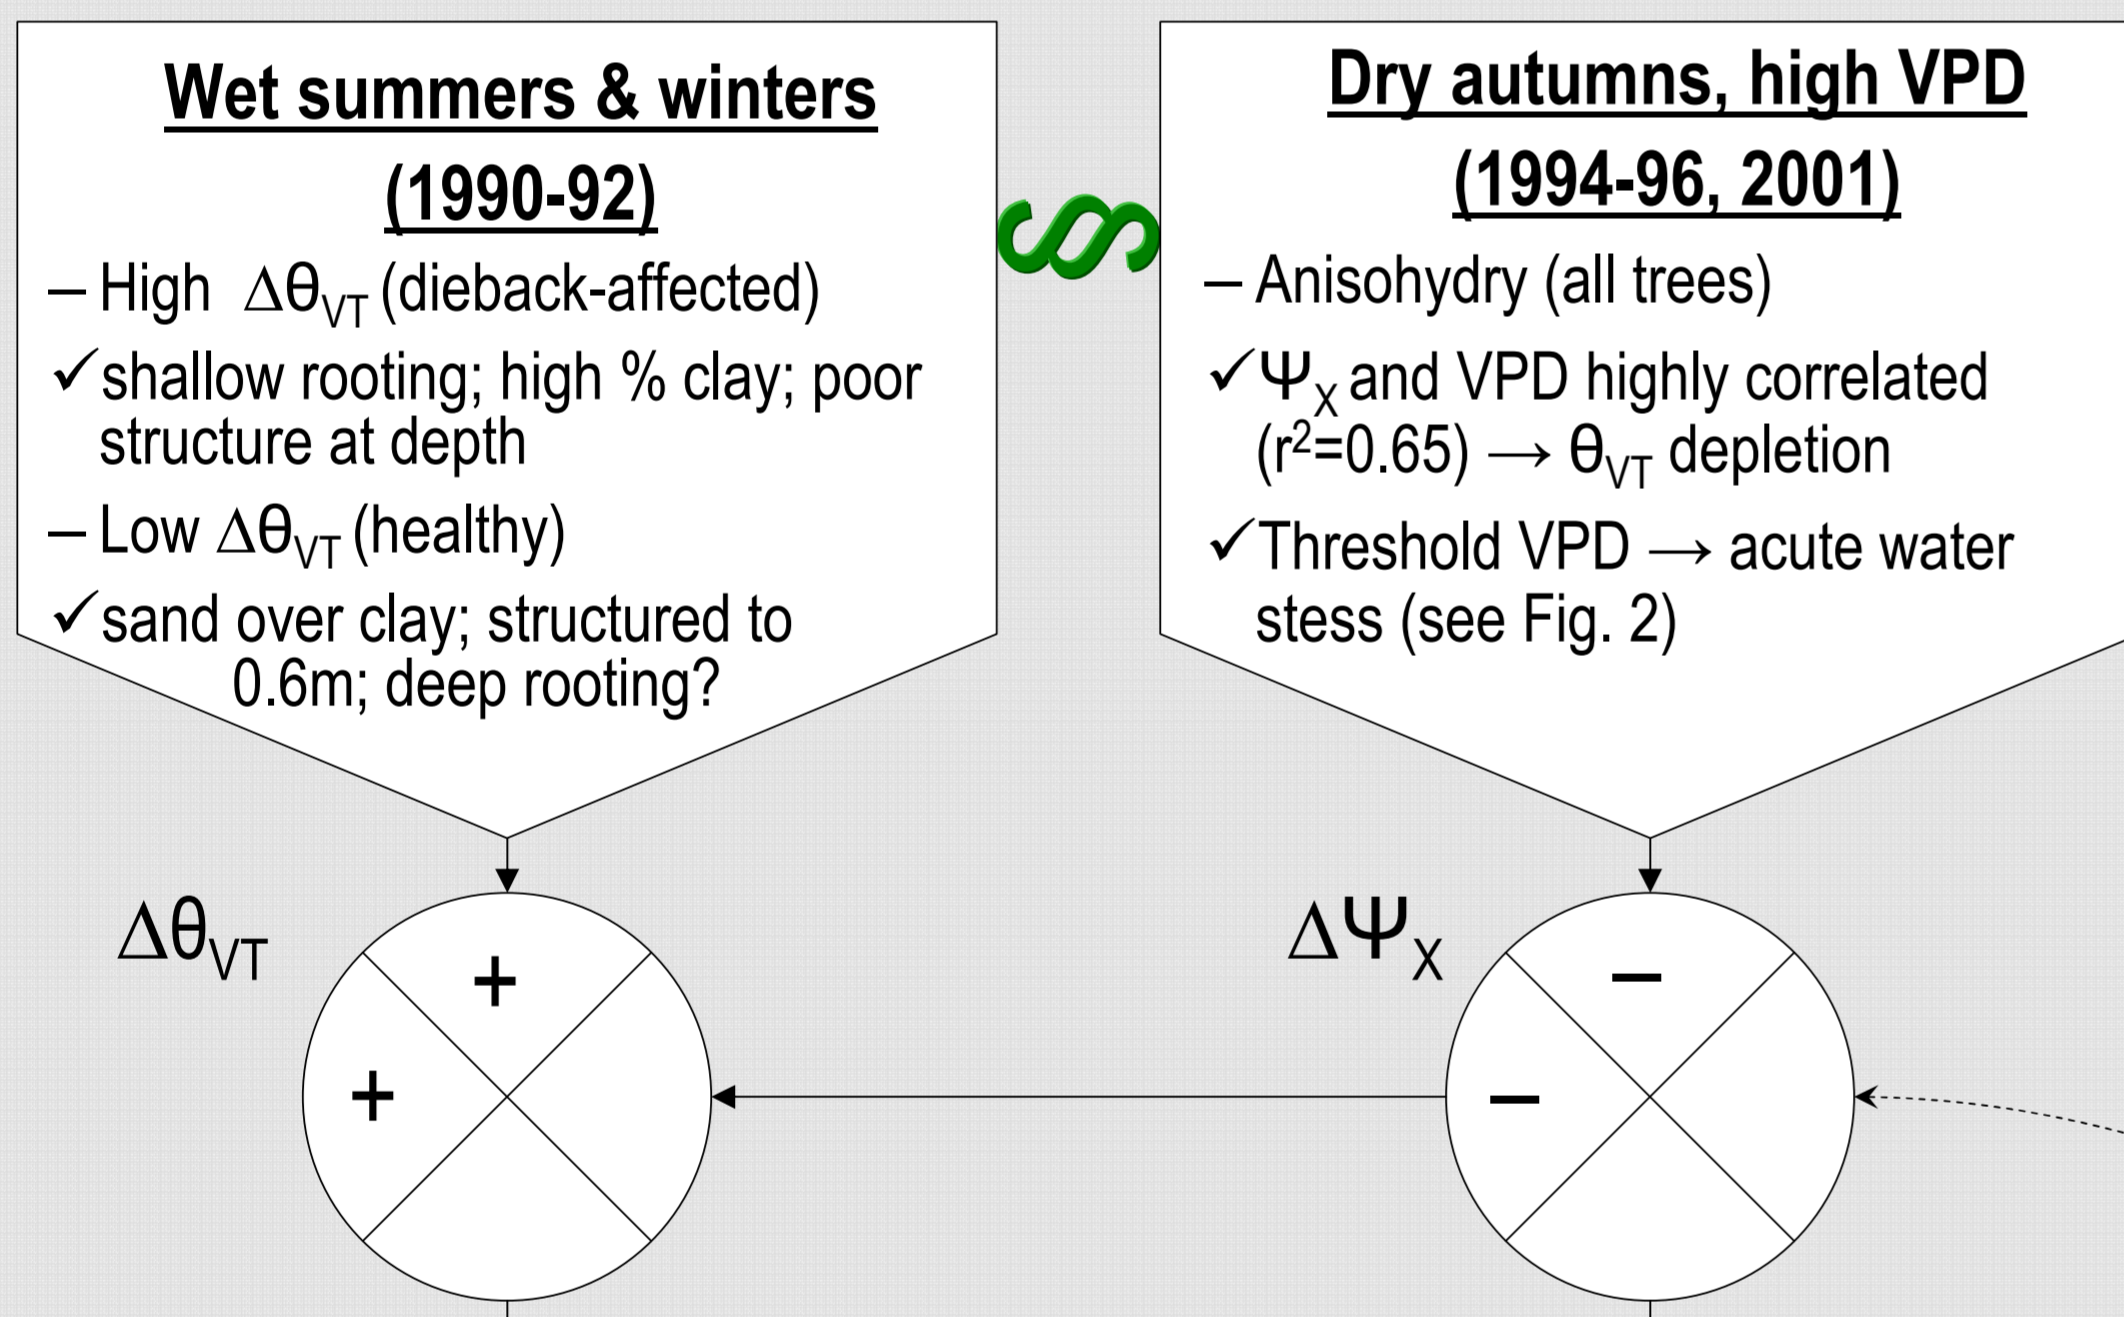 Wet summers & winters
(1990-92)
– High ΔθVT (dieback-affected)
✓shallow rooting; high % clay; poor
structure at depth
– Low ΔθVT (healthy)
✓sand over clay; structured to
0.6m; deep rooting?
§
Dry autumns, high VPD
(1994-96, 2001)
– Anisohydry (all trees)
✓ΨX and VPD highly correlated
(r²=0.65) → θVT depletion
✓Threshold VPD → acute water
stess (see Fig. 2)
ΔθVT
+
+
ΔΨX
–
–